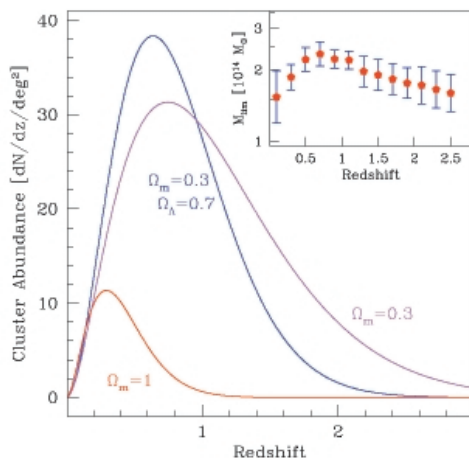 Cluster Abundance [dN/dz/deg²]
40
30
20
10
0
1
2
Redshift
Ωm=0.3
ΩΛ=0.7
Ωm=0.3
Ωm=1
Mlim [10¹⁴ M⊙]
3
2
1
0.5
1
1.5
2
2.5
Redshift